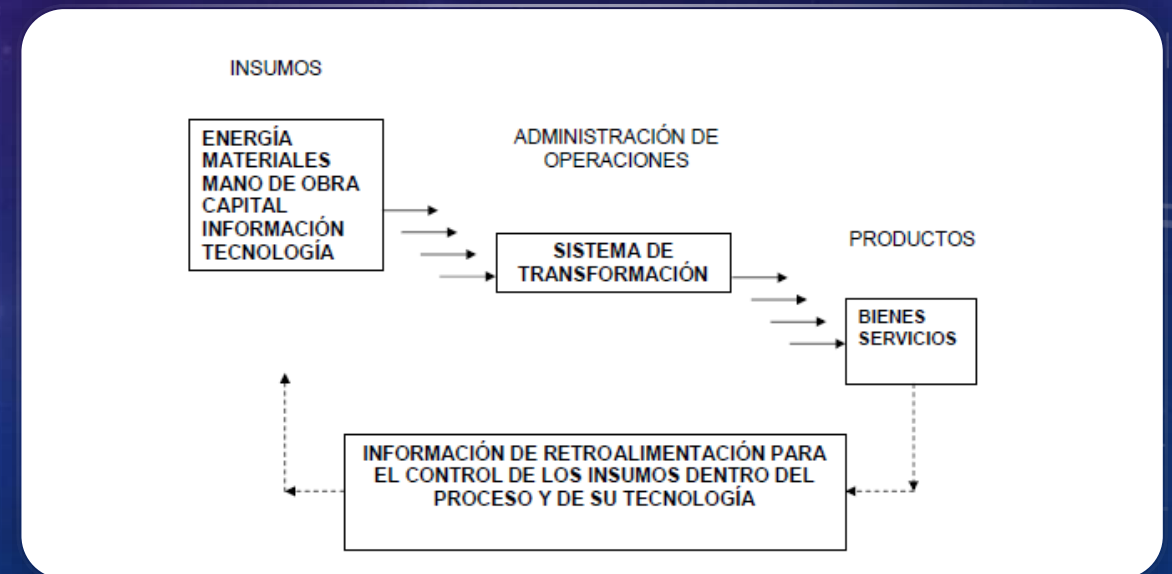 INSUMOS
ENERGÍA
MATERIALES
MANO DE OBRA
CAPITAL
INFORMACIÓN
TECNOLOGÍA
ADMINISTRACIÓN DE
OPERACIONES
SISTEMA DE
TRANSFORMACIÓN
PRODUCTOS
BIENES
SERVICIOS
INFORMACIÓN DE RETROALIMENTACIÓN PARA
EL CONTROL DE LOS INSUMOS DENTRO DEL
PROCESO Y DE SU TECNOLOGÍA